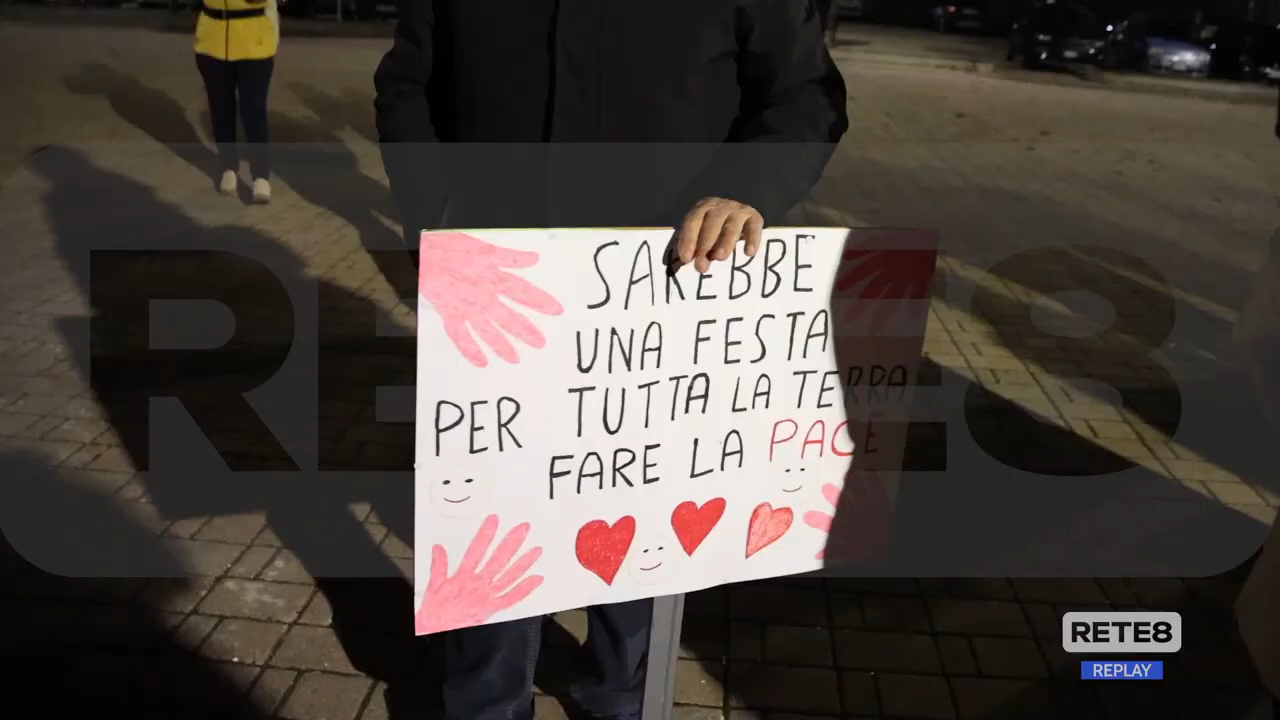 SAREBBE
UNA FESTA
PER TUTTA LA TERRA
FARE LA PACE
RETE8
RETE8
REPLAY